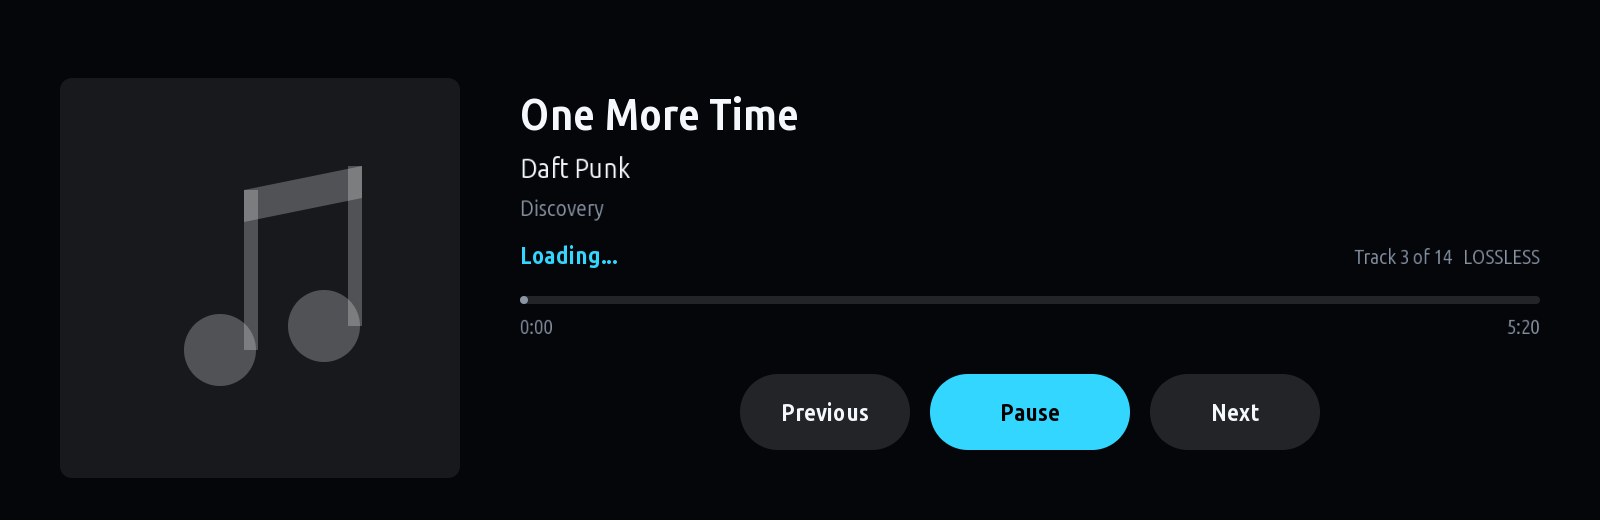 One More Time
Daft Punk
Discovery
Loading...
Track 3 of 14 LOSSLESS
0:00 5:20
Previous Pause Next